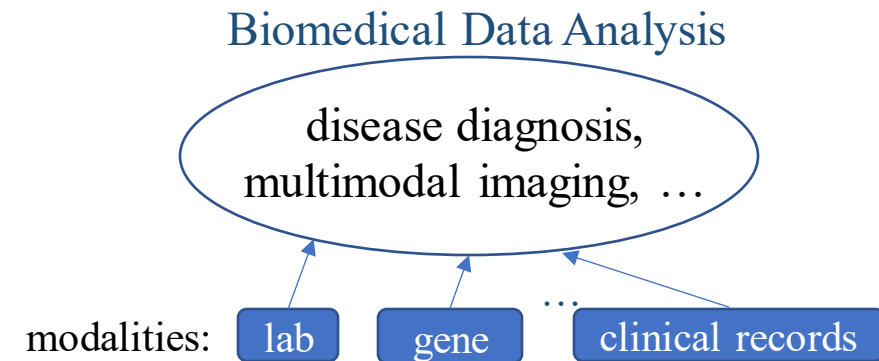 Biomedical Data Analysis
disease diagnosis,
multimodal imaging, …
…
modalities: lab gene clinical records